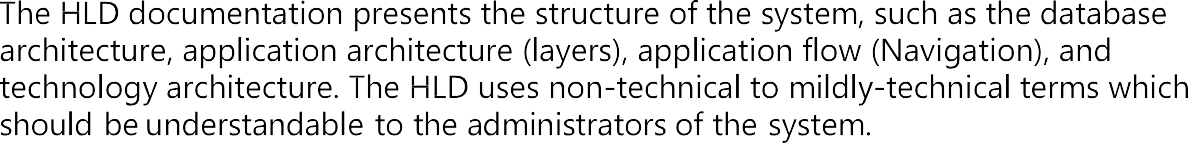 The HLD documentation presents the structure of the system, such as the database
architecture, application architecture (layers), application flow (Navigation), and
technology architecture. The HLD uses non-technical to mildly-technical terms which
should be understandable to the administrators of the system.